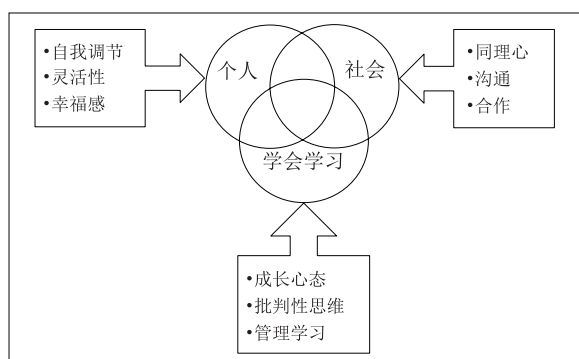 •自我调节
•灵活性
•幸福感
个人
社会
•同理心
•沟通
•合作
学会学习
•成长心态
•批判性思维
•管理学习